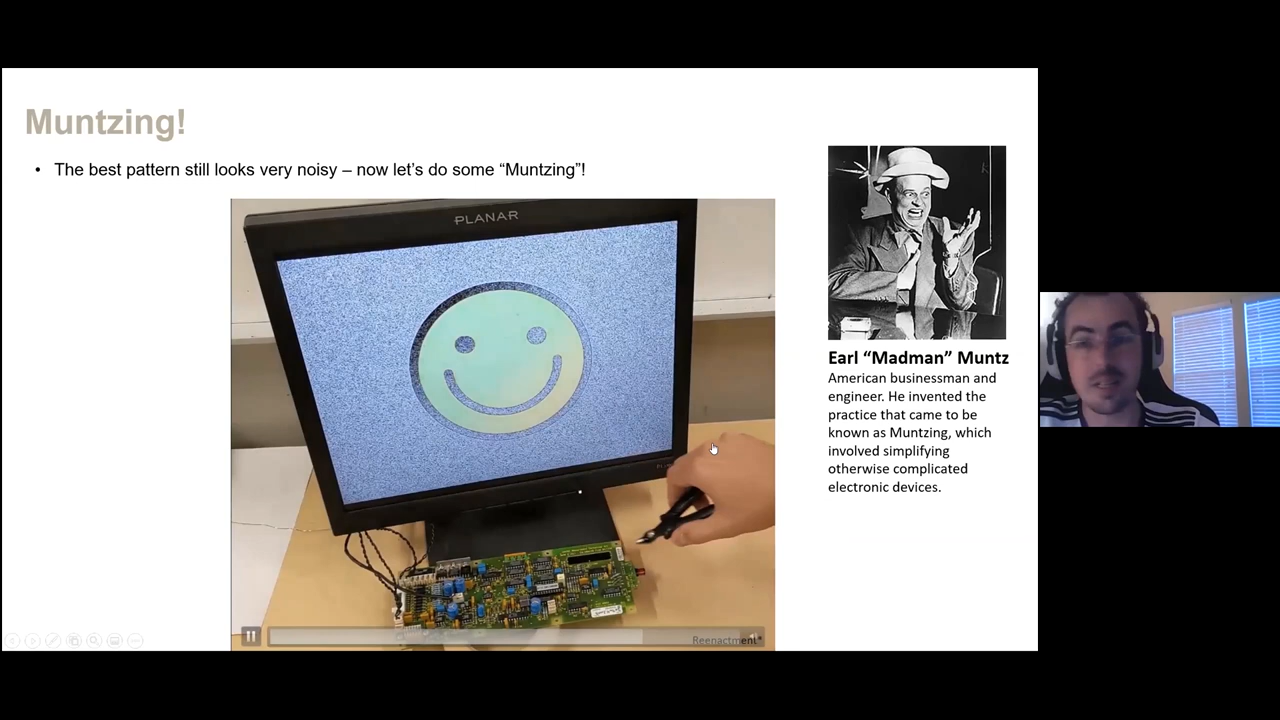 Muntzing!
• The best pattern still looks very noisy – now let’s do some “Muntzing”!
PLANAR
Earl “Madman” Muntz
American businessman and
engineer. He invented the
practice that came to be
known as Muntzing, which
involved simplifying
otherwise complicated
electronic devices.
Reenactment*